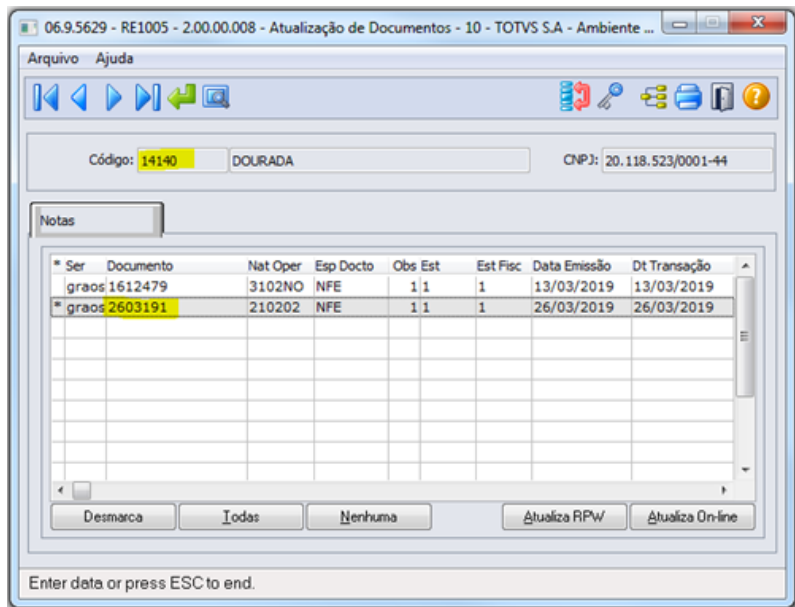 06.9.5629 - RE1005 - 2.00.00.008 - Atualização de Documentos - 10 - TOTVS S.A - Ambiente ...
Arquivo Ajuda
Código: 14140 DOURADA CNPJ: 20.118.523/0001-44
Notas
* Ser Documento Nat Oper Esp Docto Obs Est Est Fisc Data Emissão Dt Transação
graos 1612479 3102NO NFE 1 1 1 13/03/2019 13/03/2019
* graos 2603191 210202 NFE 1 1 1 26/03/2019 26/03/2019
Desmarca Todas Nenhuma Atualiza RPW Atualiza On-line
Enter data or press ESC to end.